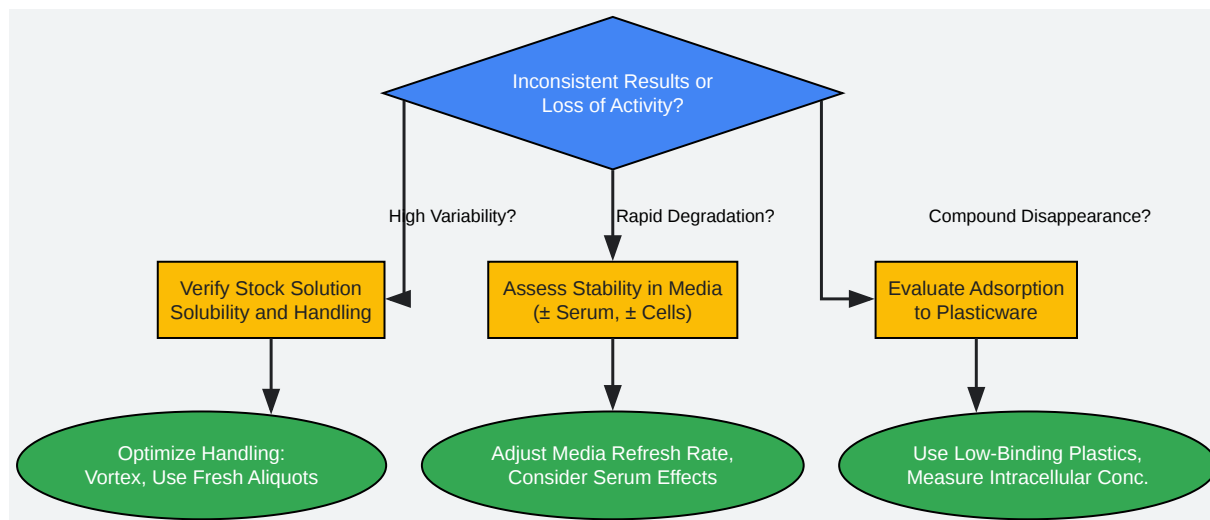 Inconsistent Results or
Loss of Activity?
High Variability?
Rapid Degradation?
Compound Disappearance?
Verify Stock Solution
Solubility and Handling
Assess Stability in Media
(± Serum, ± Cells)
Evaluate Adsorption
to Plasticware
Optimize Handling:
Vortex, Use Fresh Aliquots
Adjust Media Refresh Rate,
Consider Serum Effects
Use Low-Binding Plastics,
Measure Intracellular Conc.